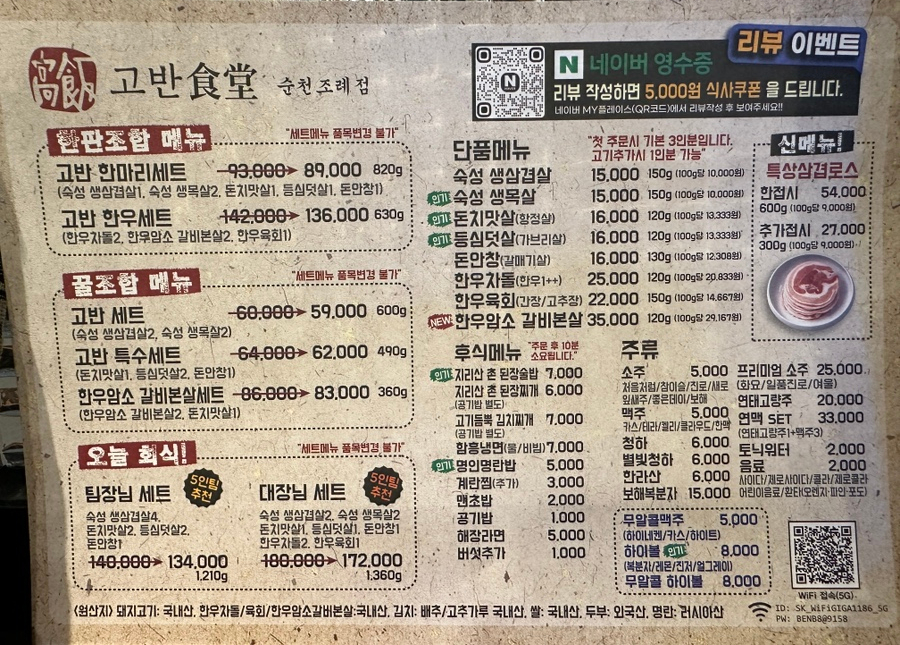 高飯
고반食堂 순천조례점
리뷰 이벤트
N 네이버 영수증
리뷰 작성하면 5,000원 식사쿠폰을 드립니다.
네이버 MY플레이스(QR코드)에서 리뷰작성 후 보여주세요!!
한판조합 메뉴
"세트메뉴 품목변경 불가"
고반 한마리세트 93,000 89,000 820g
(숙성 생삼겹살1, 숙성 생목살2, 돈치맛살1, 등심덧살1, 돈안창1)
고반 한우세트 142,000 136,000 630g
(한우차돌2, 한우암소 갈비본살2, 한우육회1)
꿀조합 메뉴
"세트메뉴 품목변경 불가"
고반 세트 60,000 59,000 600g
(숙성 생삼겹살2, 숙성 생목살2)
고반 특수세트 64,000 62,000 490g
(돈치맛살1, 등심덧살2, 돈안창1)
한우암소 갈비본살세트 86,000 83,000 360g
(한우암소 갈비본살2, 돈치맛살1)
오늘 회식!
"세트메뉴 품목변경 불가"
팀장님 세트
5인팀 추천
숙성 생삼겹살4,
돈치맛살2, 등심덧살2,
돈안창1
140,000 134,000
1,210g
대장님 세트
5인팀 추천
숙성 생삼겹살2, 숙성 생목살2
돈치맛살1, 등심덧살1, 돈안창1
한우차돌2, 한우육회1
180,000 172,000
1,360g
단품메뉴
"첫 주문시 기본 3인분입니다.
고기추가시 1인분 가능"
숙성 생삼겹살 15,000 150g (100g당 10,000원)
인기 숙성 생목살 15,000 150g (100g당 10,000원)
인기 돈치맛살(항정살) 16,000 120g (100g당 13,333원)
인기 등심덧살(가브리살) 16,000 120g (100g당 13,333원)
돈안창(갈매기살) 16,000 130g (100g당 12,308원)
한우차돌(한우1++) 25,000 120g (100g당 20,833원)
한우육회(간장/고추장) 22,000 150g (100g당 14,667원)
NEW 한우암소 갈비본살 35,000 120g (100g당 29,167원)
신메뉴!
특상삼겹로스
한접시 54,000
600g (100g당 9,000원)
추가접시 27,000
300g (100g당 9,000원)
후식메뉴
"주문 후 10분
소요됩니다."
인기 지리산 촌 된장술밥 7,000
지리산 촌 된장찌개 6,000
(공기밥 별도)
고기듬뿍 김치찌개 7,000
(공기밥 별도)
함흥냉면(물/비빔) 7,000
인기 명인명란밥 5,000
계란찜(추가) 3,000
맨초밥 2,000
공기밥 1,000
해장라면 5,000
버섯추가 1,000
주류
소주 5,000
처음처럼/참이슬/진로/새로
잎새주/좋은데이/보해
맥주 5,000
카스/테라/켈리/클라우드/한맥
청하 6,000
별빛청하 6,000
한라산 6,000
보해복분자 15,000
프리미엄 소주 25,000
(화요/일품진로/여울)
연태고량주 20,000
연맥 SET 33,000
(연태고량주1+맥주3)
토닉워터 2,000
음료 2,000
사이다/제로사이다/콜라/제로콜라
어린이음료/환타(오렌지·파인·포도)
무알콜맥주 5,000
(하이네켄/카스/하이트)
하이볼 인기 8,000
(복분자/레몬/진저/얼그레이)
무알콜 하이볼 8,000
WiFi 접속(5G)
ID: SK_WiFiGIGA1186_5G
PW: BENB8@9158
〈원산지〉 돼지고기: 국내산, 한우차돌/육회/한우암소갈비본살:국내산, 김치: 배추/고추가루 국내산, 쌀: 국내산, 두부: 외국산, 명란: 러시아산